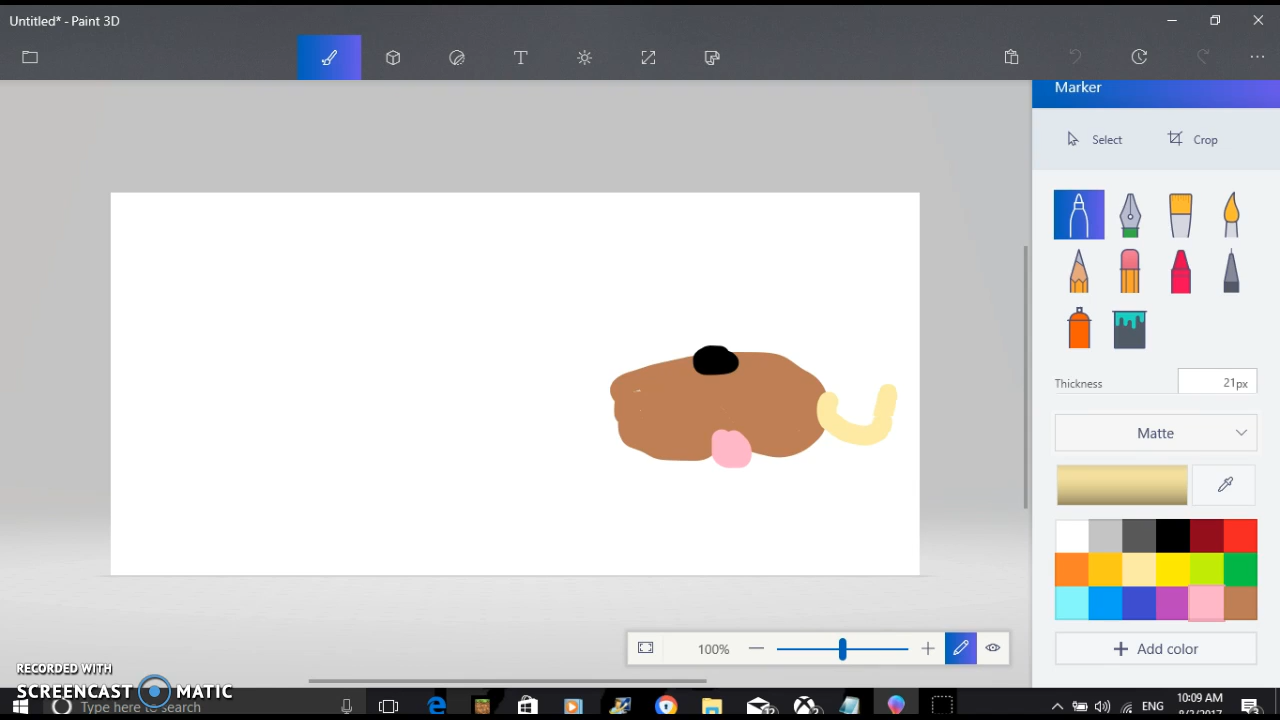 Untitled* - Paint 3D
Marker
Select
Crop
Thickness
21px
Matte
100%
Add color
RECORDED WITH
SCREENCAST MATIC
Type here to search
ENG
10:09 AM